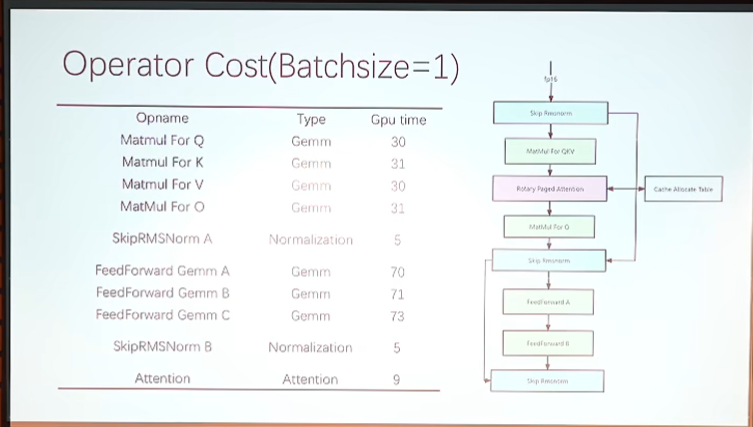 Operator Cost(Batchsize=1)
Opname Type Gpu time
Matmul For Q Gemm 30
Matmul For K Gemm 31
Matmul For V Gemm 30
MatMul For O Gemm 31
SkipRMSNorm A Normalization 5
FeedForward Gemm A Gemm 70
FeedForward Gemm B Gemm 71
FeedForward Gemm C Gemm 73
SkipRMSNorm B Normalization 5
Attention Attention 9
Skip Rmsnorm
MatMul For QKV
Rotary Paged Attention
Cache Allocate Table
MatMul For O
Skip Rmsnorm
FeedForward A
FeedForward B
Skip Rmsnorm